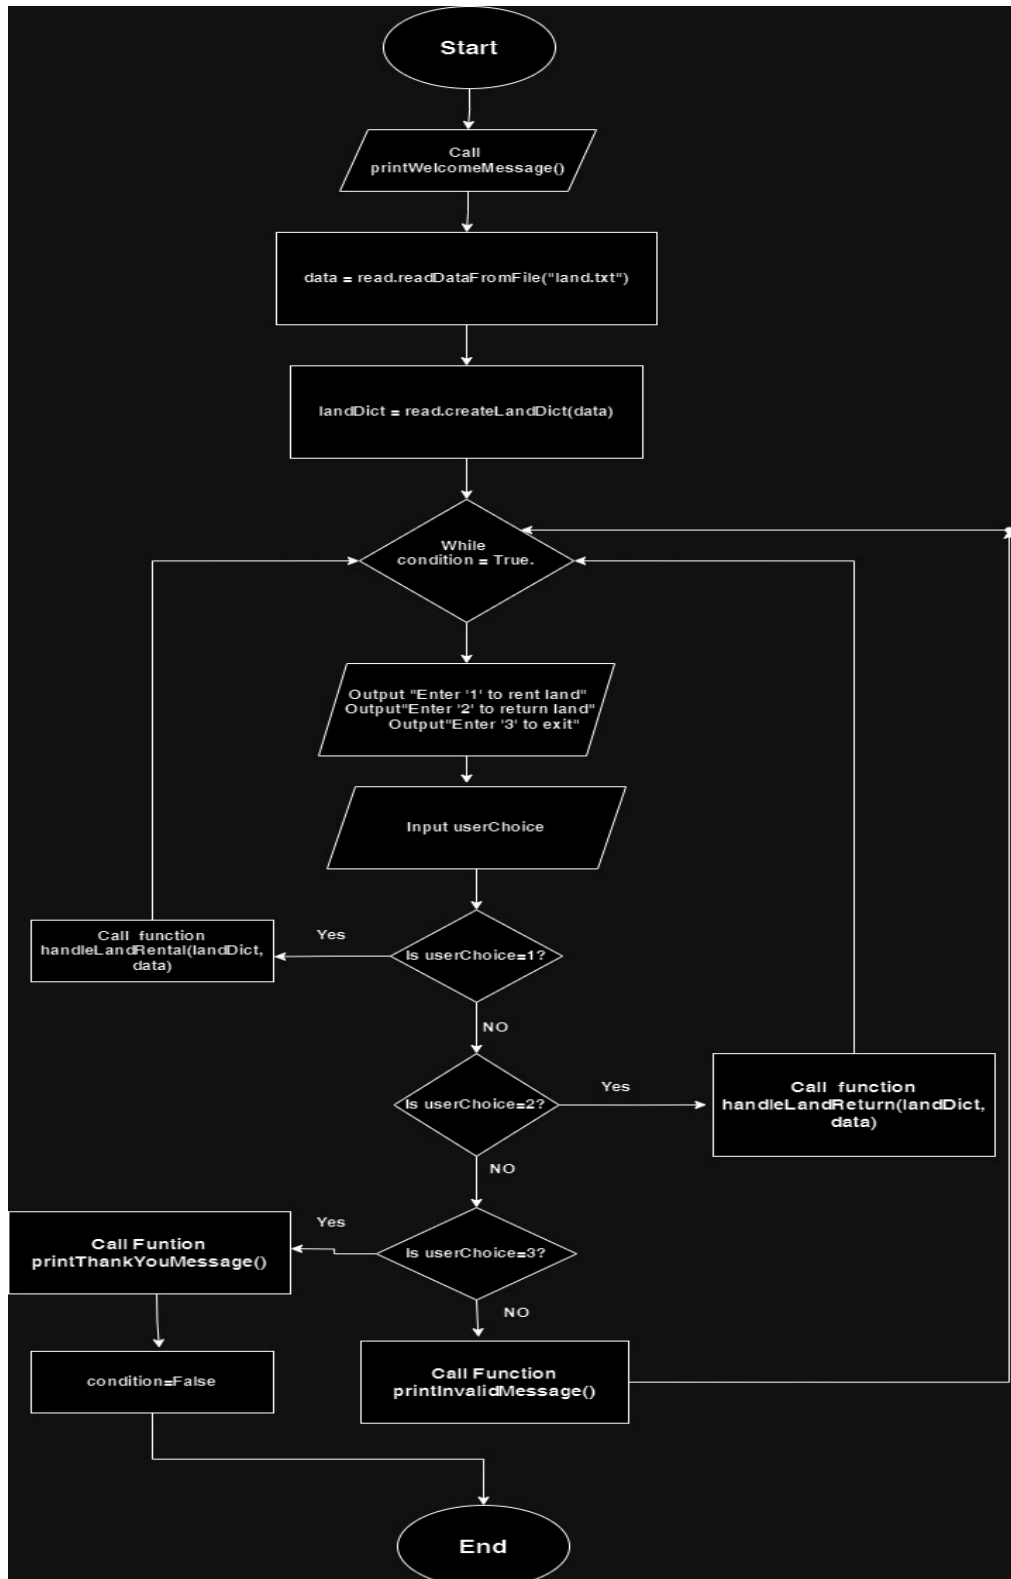 Start
Call
printWelcomeMessage()
data = read.readDataFromFile("land.txt")
landDict = read.createLandDict(data)
While
condition = True.
Output "Enter '1' to rent land"
Output"Enter '2' to return land"
Output"Enter '3' to exit"
Input userChoice
Is userChoice=1?
Yes
Call function
handleLandRental(landDict,
data)
NO
Is userChoice=2?
Yes
Call function
handleLandReturn(landDict,
data)
NO
Is userChoice=3?
Yes
Call Funtion
printThankYouMessage()
NO
Call Function
printInvalidMessage()
condition=False
End